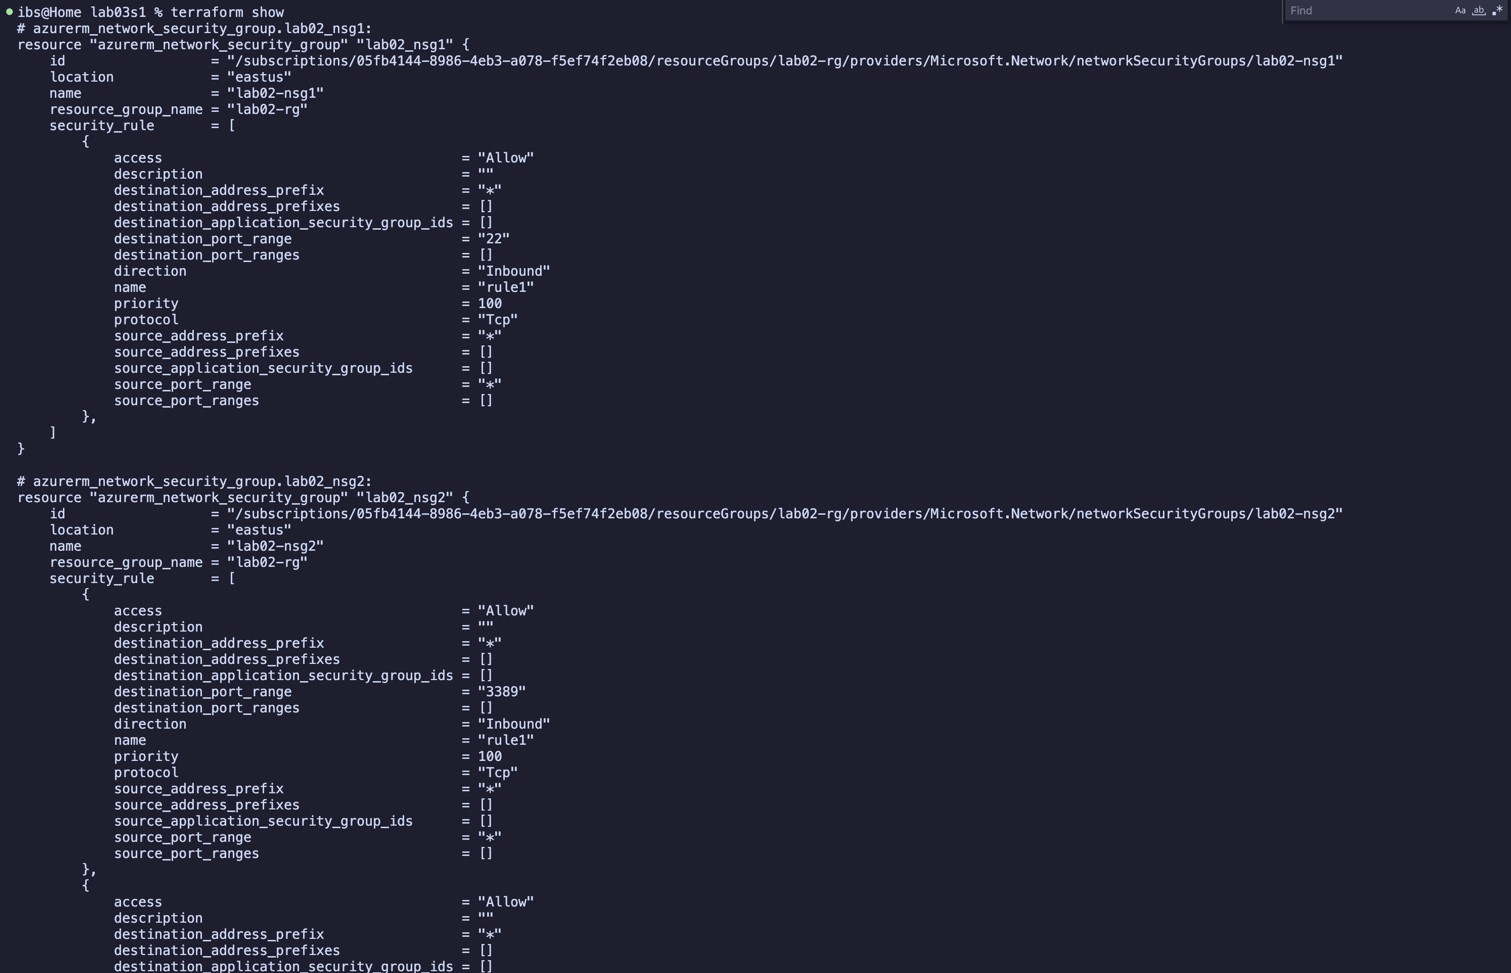 ibs@Home lab03s1 % terraform show
Find Aa ab .*
# azurerm_network_security_group.lab02_nsg1:
resource "azurerm_network_security_group" "lab02_nsg1" {
    id                  = "/subscriptions/05fb4144-8986-4eb3-a078-f5ef74f2eb08/resourceGroups/lab02-rg/providers/Microsoft.Network/networkSecurityGroups/lab02-nsg1"
    location            = "eastus"
    name                = "lab02-nsg1"
    resource_group_name = "lab02-rg"
    security_rule       = [
        {
            access                                     = "Allow"
            description                                = ""
            destination_address_prefix                 = "*"
            destination_address_prefixes               = []
            destination_application_security_group_ids = []
            destination_port_range                     = "22"
            destination_port_ranges                    = []
            direction                                  = "Inbound"
            name                                       = "rule1"
            priority                                   = 100
            protocol                                   = "Tcp"
            source_address_prefix                      = "*"
            source_address_prefixes                    = []
            source_application_security_group_ids      = []
            source_port_range                          = "*"
            source_port_ranges                         = []
        },
    ]
}
# azurerm_network_security_group.lab02_nsg2:
resource "azurerm_network_security_group" "lab02_nsg2" {
    id                  = "/subscriptions/05fb4144-8986-4eb3-a078-f5ef74f2eb08/resourceGroups/lab02-rg/providers/Microsoft.Network/networkSecurityGroups/lab02-nsg2"
    location            = "eastus"
    name                = "lab02-nsg2"
    resource_group_name = "lab02-rg"
    security_rule       = [
        {
            access                                     = "Allow"
            description                                = ""
            destination_address_prefix                 = "*"
            destination_address_prefixes               = []
            destination_application_security_group_ids = []
            destination_port_range                     = "3389"
            destination_port_ranges                    = []
            direction                                  = "Inbound"
            name                                       = "rule1"
            priority                                   = 100
            protocol                                   = "Tcp"
            source_address_prefix                      = "*"
            source_address_prefixes                    = []
            source_application_security_group_ids      = []
            source_port_range                          = "*"
            source_port_ranges                         = []
        },
        {
            access                                     = "Allow"
            description                                = ""
            destination_address_prefix                 = "*"
            destination_address_prefixes               = []
            destination_application_security_group_ids = []